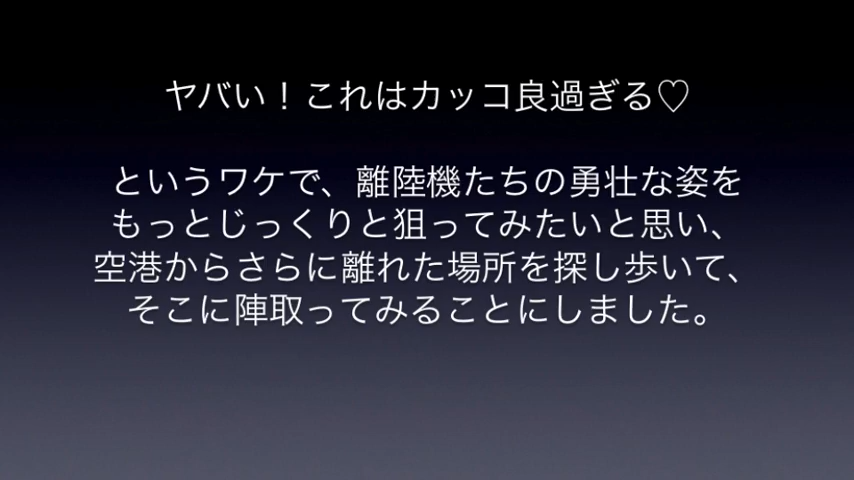 ヤバい！これはカッコ良過ぎる♡
というワケで、離陸機たちの勇壮な姿を
もっとじっくりと狙ってみたいと思い、
空港からさらに離れた場所を探し歩いて、
そこに陣取ってみることにしました。